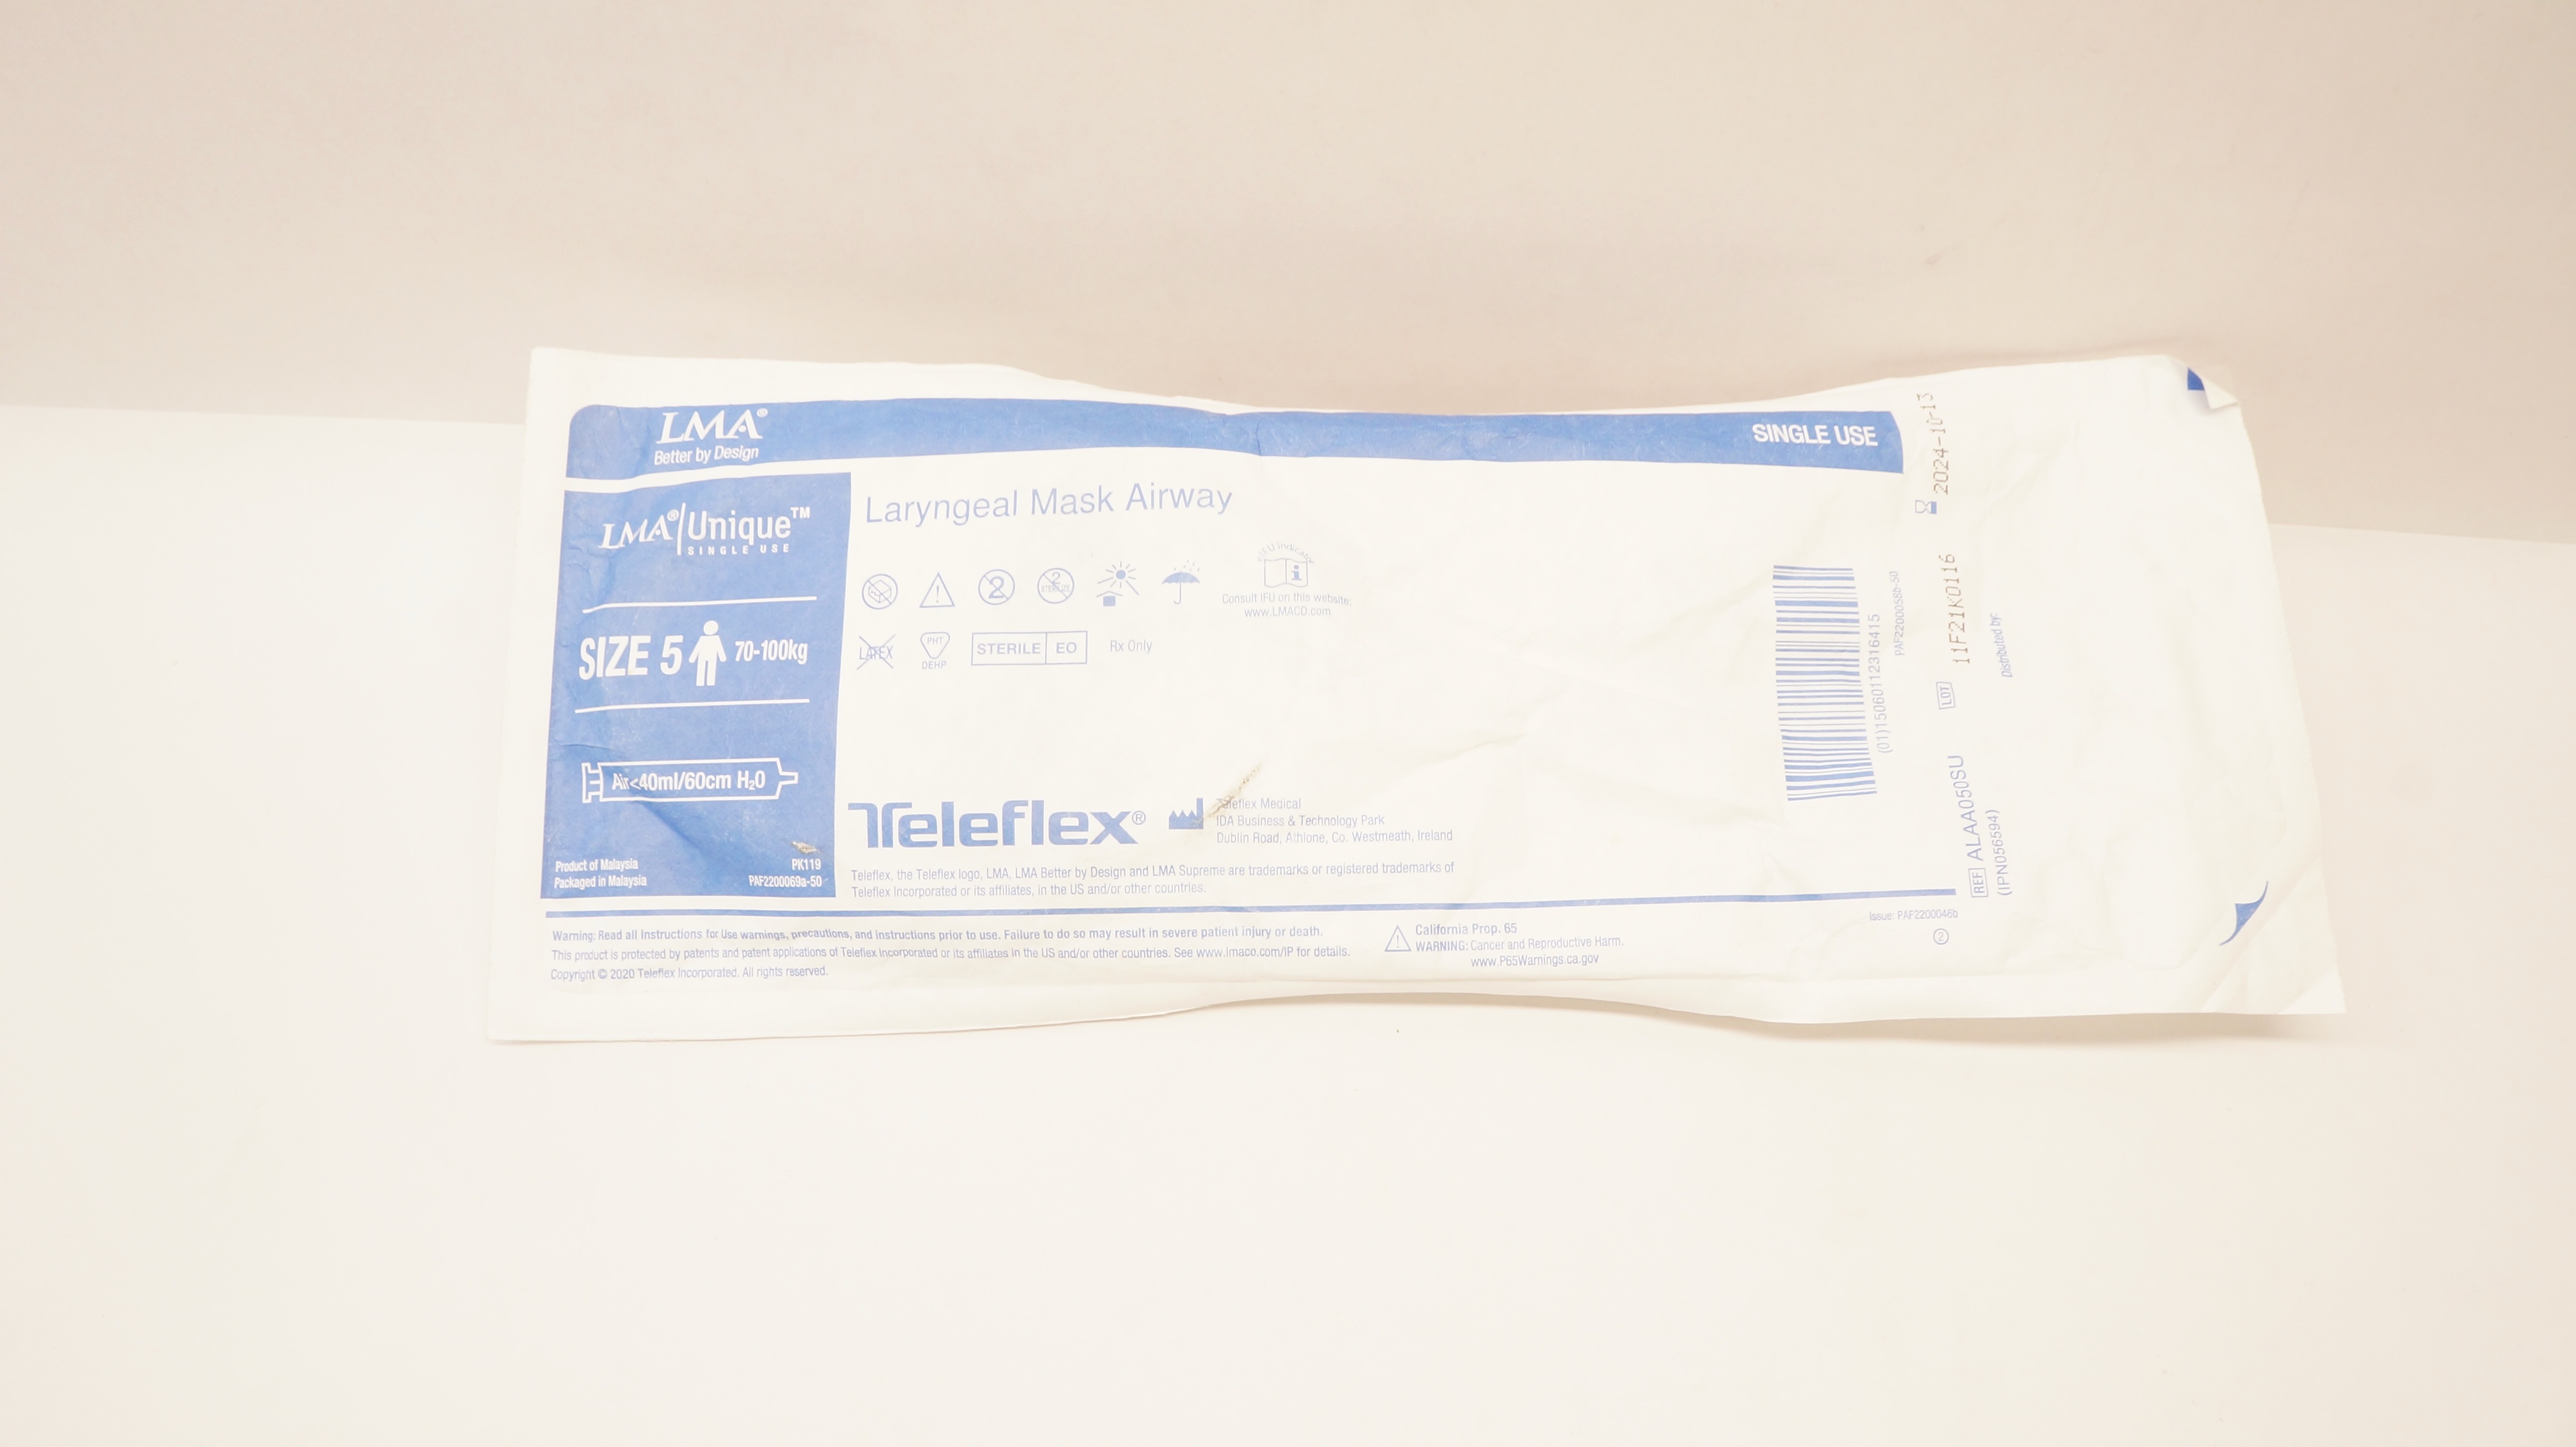 LMA®
Better by Design
SINGLE USE
LMA® Unique™
SINGLE USE
SIZE 5 70-100kg
Air<40ml/60cm H₂O
Product of Malaysia
Packaged in Malaysia
PK119
PAF2200069a-50
Laryngeal Mask Airway
2
2
Indicator
i
Consult IFU on this website:
www.LMACO.com
LATEX
PHT
DEHP
STERILE EO
Rx Only
Teleflex®
Teleflex Medical
IDA Business & Technology Park
Dublin Road, Athlone, Co. Westmeath, Ireland
Teleflex, the Teleflex logo, LMA, LMA Better by Design and LMA Supreme are trademarks or registered trademarks of
Teleflex Incorporated or its affiliates, in the US and/or other countries.
Warning: Read all Instructions for Use warnings, precautions, and instructions prior to use. Failure to do so may result in severe patient injury or death.
This product is protected by patents and patent applications of Teleflex Incorporated or its affiliates in the US and/or other countries. See www.lmaco.com/IP for details.
Copyright © 2020 Teleflex Incorporated. All rights reserved.
California Prop. 65
WARNING: Cancer and Reproductive Harm.
www.P65Warnings.ca.gov
Issue: PAF2200046b
2
(01)15060112316415
PAF2200058b-50
2024-10-13
LOT 11F21K0116
REF ALAA050SU
(IPN056594)
Distributed by: